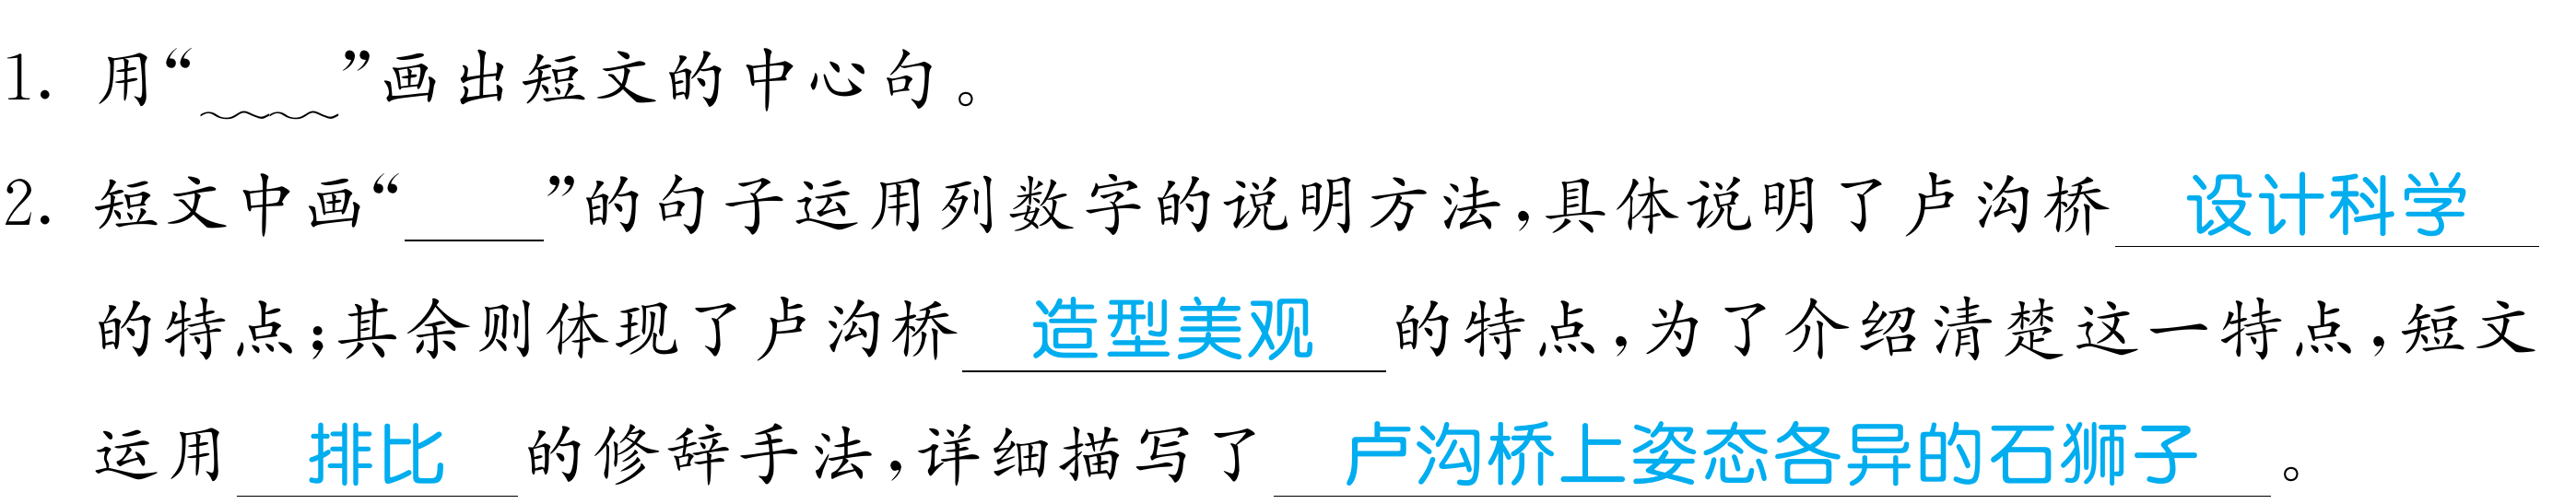 1. 用“﹏﹏”画出短文的中心句。
2. 短文中画“____”的句子运用列数字的说明方法,具体说明了卢沟桥 设计科学
的特点;其余则体现了卢沟桥 造型美观 的特点,为了介绍清楚这一特点,短文
运用 排比 的修辞手法,详细描写了 卢沟桥上姿态各异的石狮子 。